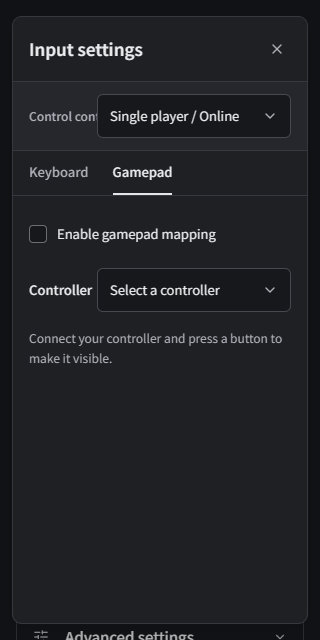 Input settings
Control
Single player / Online
Keyboard Gamepad
Enable gamepad mapping
Controller Select a controller
Connect your controller and press a button to
make it visible.
Advanced settings